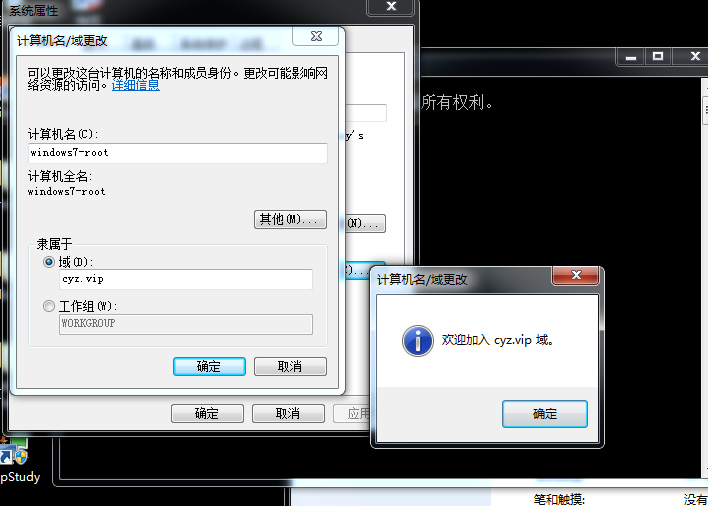 系统属性
计算机名/域更改
可以更改这台计算机的名称和成员身份。更改可能影响网
络资源的访问。详细信息
计算机名(C):
windows7-root
计算机全名:
windows7-root
其他(M)...
隶属于
域(D):
cyz.vip
工作组(W):
WORKGROUP
确定
取消
确定
取消
应用
y's
(N)...
所有权利。
计算机名/域更改
欢迎加入 cyz.vip 域。
确定
pStudy
笔和触摸:
没有